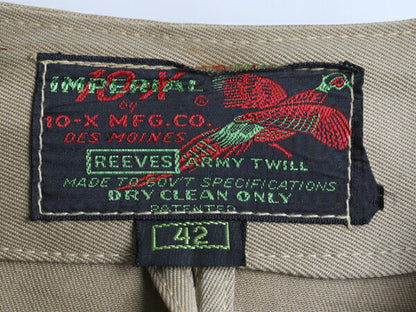 IMPERIAL
10-X ®
by
10-X MFG.CO.
DES MOINES
REEVES ARMY TWILL
MADE TO GOV'T SPECIFICATIONS
DRY CLEAN ONLY
PATENTED
42